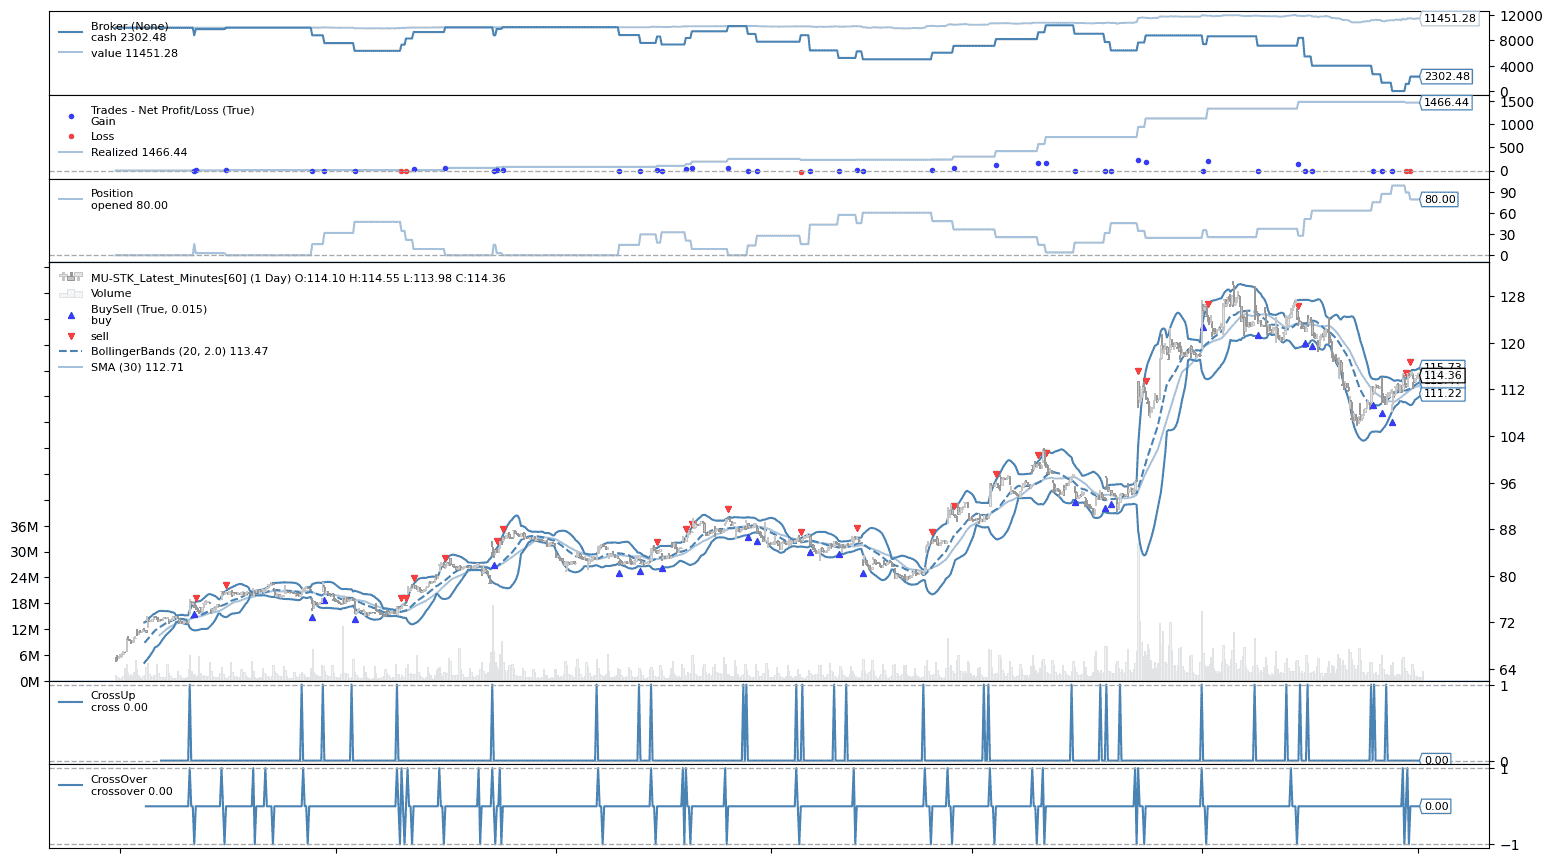 Broker (None)
cash 2302.48
value 11451.28
12000
11451.28
8000
4000
2302.48
0
Trades - Net Profit/Loss (True)
Gain
Loss
Realized 1466.44
1500
1466.44
1000
500
0
Position
opened 80.00
90
80.00
60
30
0
MU-STK_Latest_Minutes[60] (1 Day) O:114.10 H:114.55 L:113.98 C:114.36
Volume
BuySell (True, 0.015)
buy
sell
BollingerBands (20, 2.0) 113.47
SMA (30) 112.71
128
120
115.73
114.36
112
111.22
104
96
88
80
72
64
36M
30M
24M
18M
12M
6M
0M
CrossUp
cross 0.00
1
0.00
0
CrossOver
crossover 0.00
1
0.00
−1